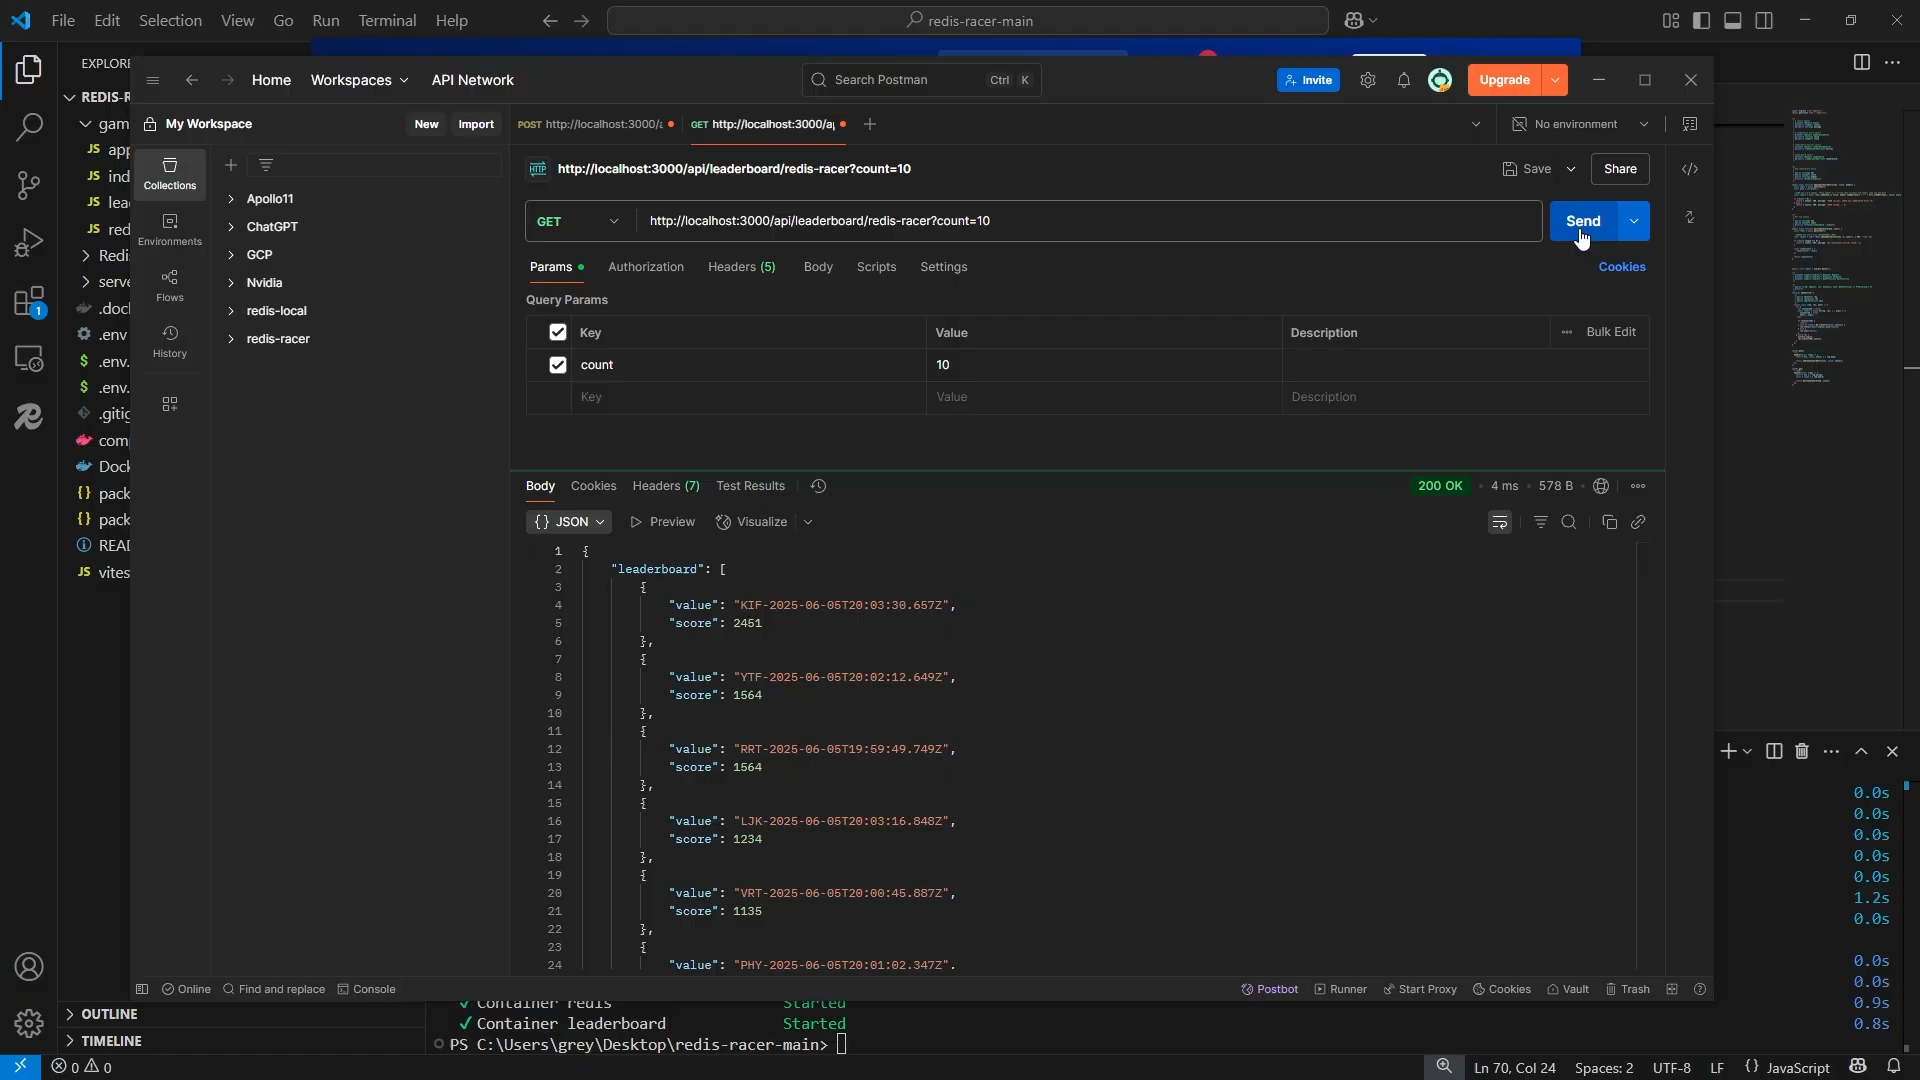 File Edit Selection View Go Run Terminal Help
redis-racer-main
EXPLORE
REDIS-R
gam
JS app
JS ind
JS lea
JS red
Redi
serve
.doc
.env
$ .env.
$ .env.
.gitig
com
Dock
{} pack
{} pack
READ
JS vites
1
Home Workspaces API Network
Search Postman Ctrl K
Invite
Upgrade
My Workspace
New Import
POST http://localhost:3000/
GET http://localhost:3000/a
No environment
Collections
Environments
Flows
History
Apollo11
ChatGPT
GCP
Nvidia
redis-local
redis-racer
HTTP http://localhost:3000/api/leaderboard/redis-racer?count=10
Save Share </>
GET http://localhost:3000/api/leaderboard/redis-racer?count=10 Send
Params Authorization Headers (5) Body Scripts Settings Cookies
Query Params
Key Value Description Bulk Edit
count 10
Key Value Description
Body Cookies Headers (7) Test Results
200 OK 4 ms 578 B
{} JSON Preview Visualize
1 {
2 "leaderboard": [
3 {
4 "value": "KIF-2025-06-05T20:03:30.657Z",
5 "score": 2451
6 },
7 {
8 "value": "YTF-2025-06-05T20:02:12.649Z",
9 "score": 1564
10 },
11 {
12 "value": "RRT-2025-06-05T19:59:49.749Z",
13 "score": 1564
14 },
15 {
16 "value": "LJK-2025-06-05T20:03:16.848Z",
17 "score": 1234
18 },
19 {
20 "value": "VRT-2025-06-05T20:00:45.887Z",
21 "score": 1135
22 },
23 {
24 "value": "PHY-2025-06-05T20:01:02.347Z",
Online Find and replace Console
Postbot Runner Start Proxy Cookies Vault Trash
0.0s
0.0s
0.0s
0.0s
0.0s
1.2s
0.0s
0.0s
0.0s
0.9s
0.8s
OUTLINE
TIMELINE
✓ Container redis Started
✓ Container leaderboard Started
PS C:\Users\grey\Desktop\redis-racer-main>
0 0
Ln 70, Col 24 Spaces: 2 UTF-8 LF {} JavaScript